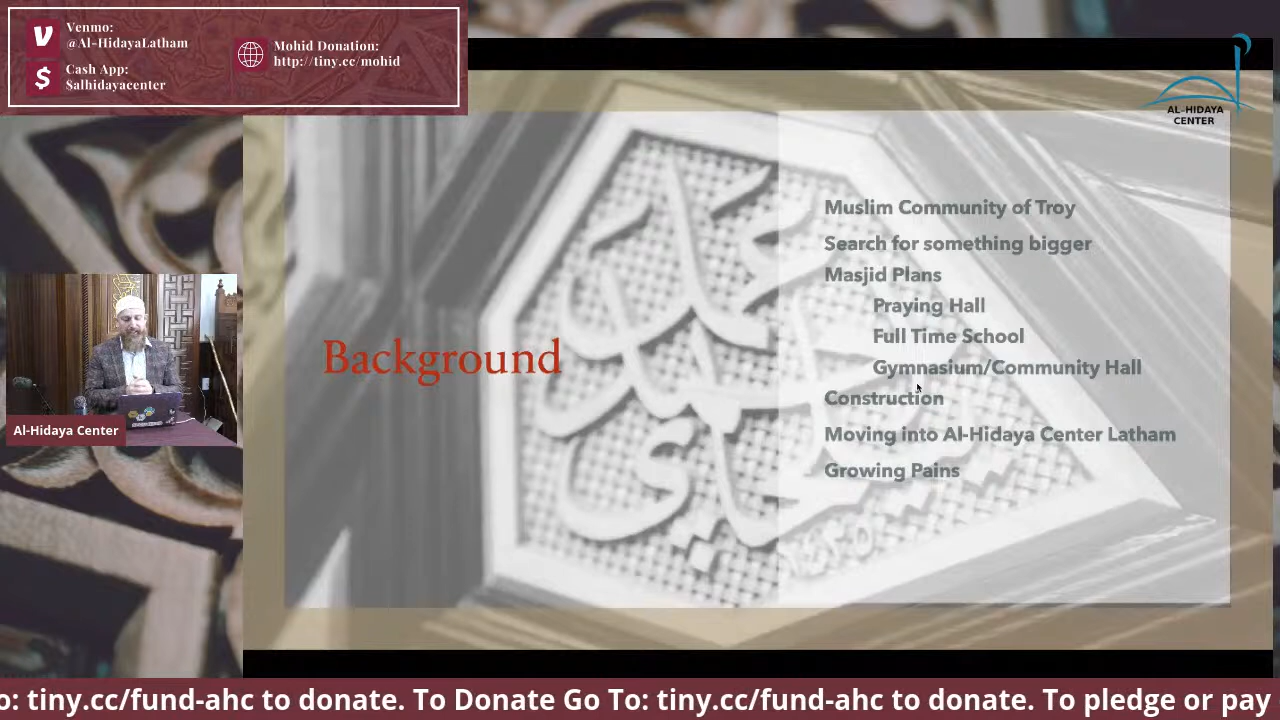 Venmo:
@Al-HidayaLatham
Cash App:
$alhidayacenter
Mohid Donation:
http://tiny.cc/mohid
AL-HIDAYA
CENTER
Background
Muslim Community of Troy
Search for something bigger
Masjid Plans
Praying Hall
Full Time School
Gymnasium/Community Hall
Construction
Moving into Al-Hidaya Center Latham
Growing Pains
Al-Hidaya Center
o: tiny.cc/fund-ahc to donate. To Donate Go To: tiny.cc/fund-ahc to donate. To pledge or pay